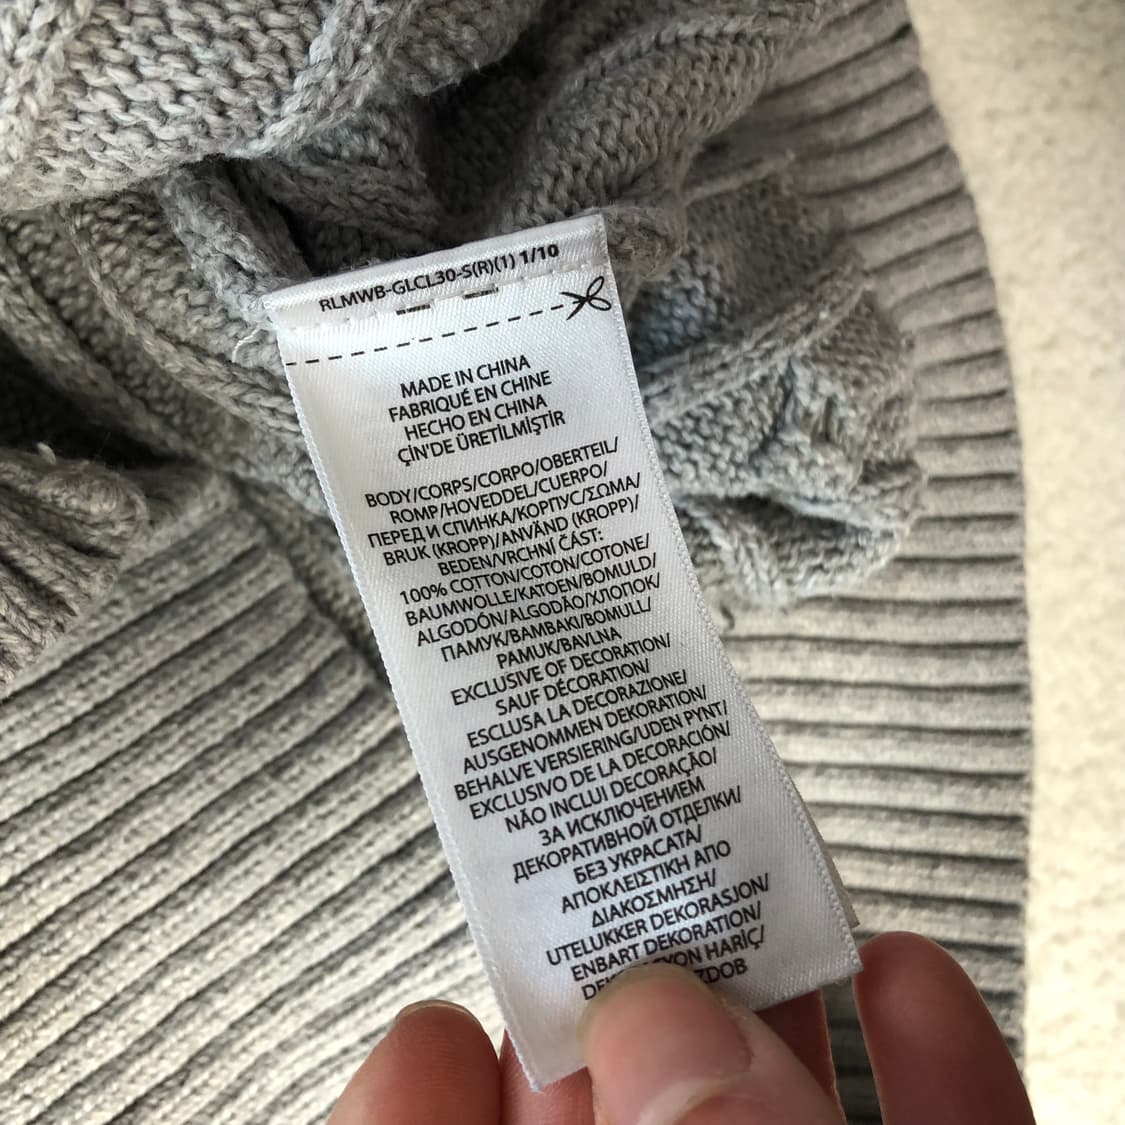 RLMWB-GLCL30-S(R)(1) 1/10
MADE IN CHINA
FABRIQUÉ EN CHINE
HECHO EN CHINA
ÇİN'DE ÜRETİLMİŞTİR
BODY/CORPS/CORPO/OBERTEIL/
ROMP/HOVEDDEL/CUERPO/
ПЕРЕД И СПИНКА/КОРПУС/ΣΩΜΑ/
BRUK (KROPP)/ANVÄND (KROPP)/
BEDEN/VRCHNÍ ČÁST:
100% COTTON/COTON/COTONE/
BAUMWOLLE/KATOEN/BOMULD/
ALGODÓN/ALGODÃO/ХЛОПОК/
ПАМУК/ΒΑΜΒΑΚΙ/BOMULL/
PAMUK/BAVLNA
EXCLUSIVE OF DECORATION/
SAUF DÉCORATION/
ESCLUSA LA DECORAZIONE/
AUSGENOMMEN DEKORATION/
BEHALVE VERSIERING/UDEN PYNT/
EXCLUSIVO DE LA DECORACIÓN/
NÃO INCLUI DECORAÇÃO/
ЗА ИСКЛЮЧЕНИЕМ
ДЕКОРАТИВНОЙ ОТДЕЛКИ/
БЕЗ УКРАСАТА/
ΑΠΟΚΛΕΙΣΤΙΚΗ ΑΠΟ
ΔΙΑΚΟΣΜΗΣΗ/
UTELUKKER DEKORASJON/
ENBART DEKORATION/
HARİÇ/